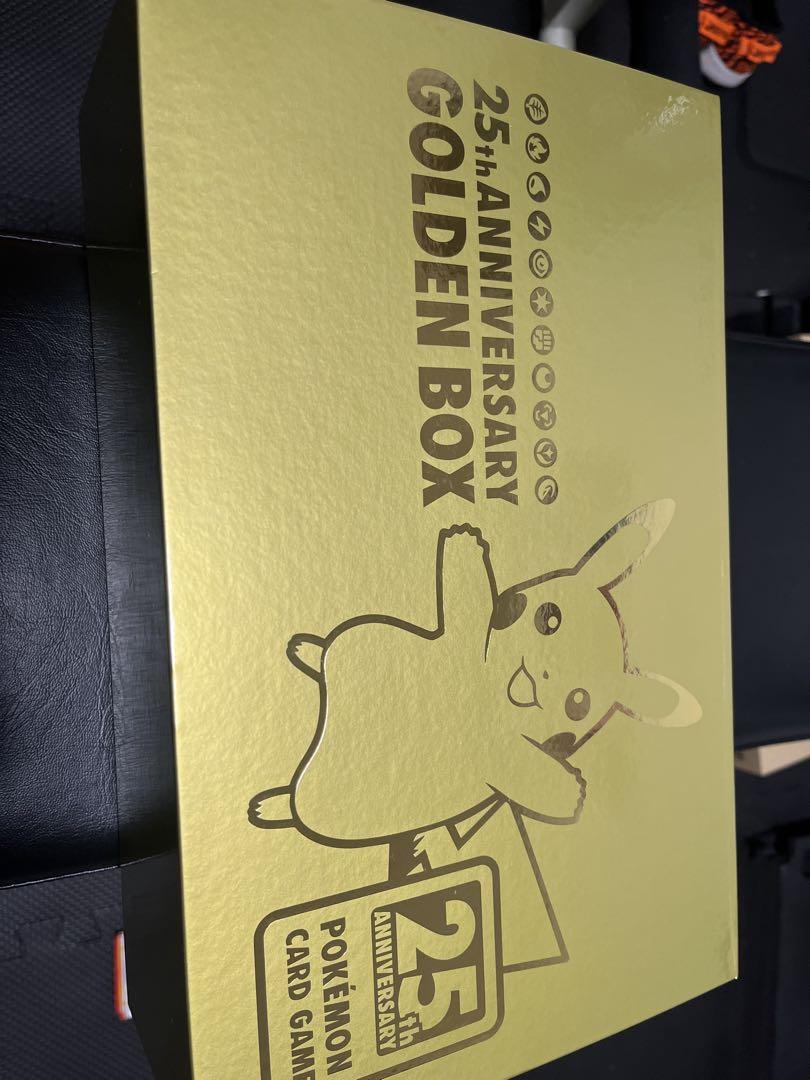 25th ANNIVERSARY
GOLDEN BOX
25th
ANNIVERSARY
POKÉMON
CARD GAME